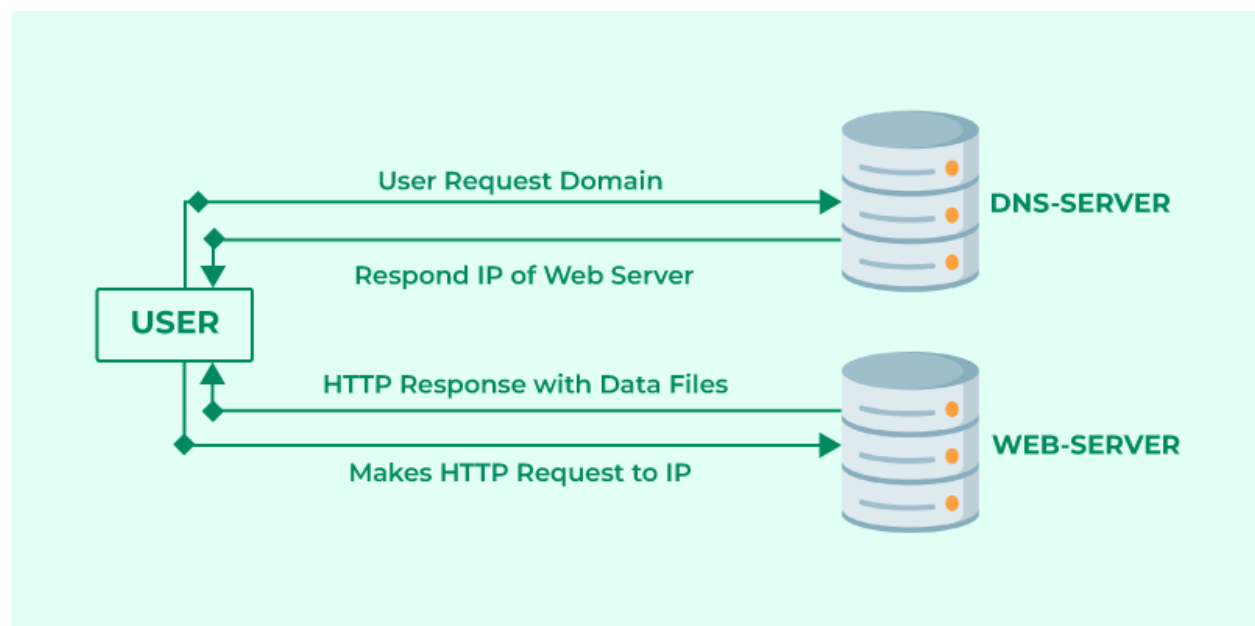 User Request Domain
DNS-SERVER
Respond IP of Web Server
USER
HTTP Response with Data Files
WEB-SERVER
Makes HTTP Request to IP